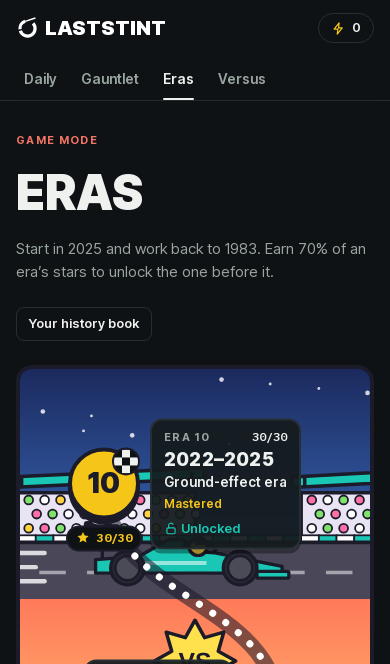 LASTSTINT
0
Daily Gauntlet Eras Versus
GAME MODE
ERAS
Start in 2025 and work back to 1983. Earn 70% of an
era’s stars to unlock the one before it.
Your history book
10
30/30
ERA 10 30/30
2022–2025
Ground-effect era
Mastered
Unlocked
VS